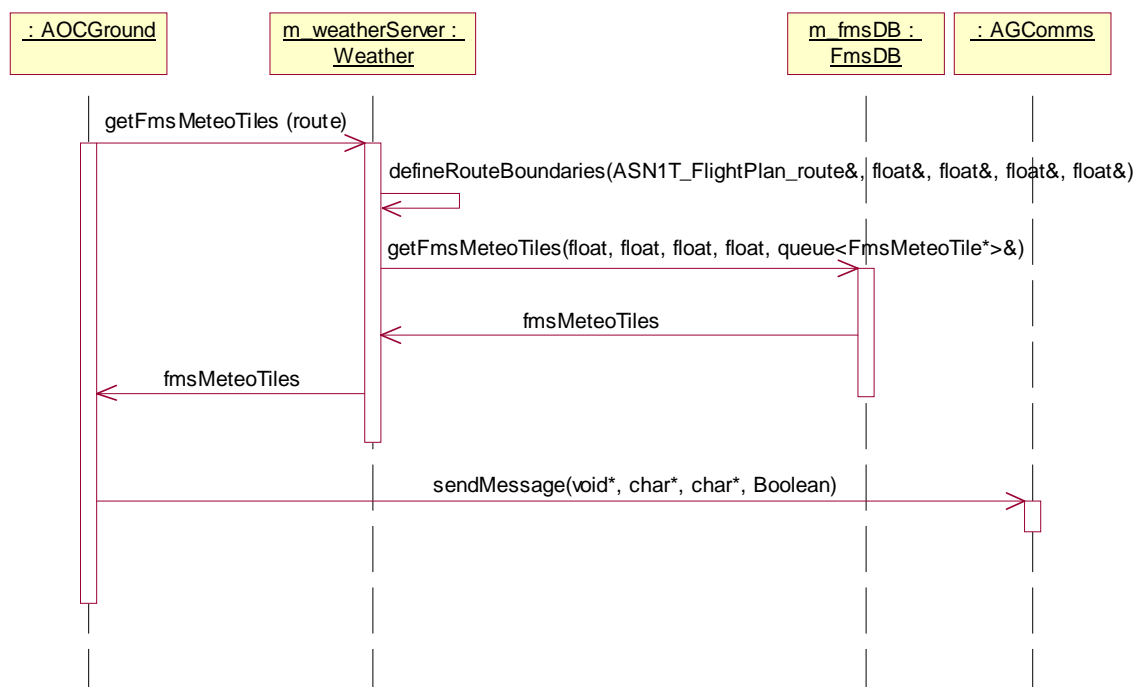 : AOCGround
m_weatherServer :
Weather
m_fmsDB :
FmsDB
: AGComms
getFmsMeteoTiles (route)
defineRouteBoundaries(ASN1T_FlightPlan_route&, float&, float&, float&, float&)
getFmsMeteoTiles(float, float, float, float, queue<FmsMeteoTile*>&)
fmsMeteoTiles
fmsMeteoTiles
sendMessage(void*, char*, char*, Boolean)